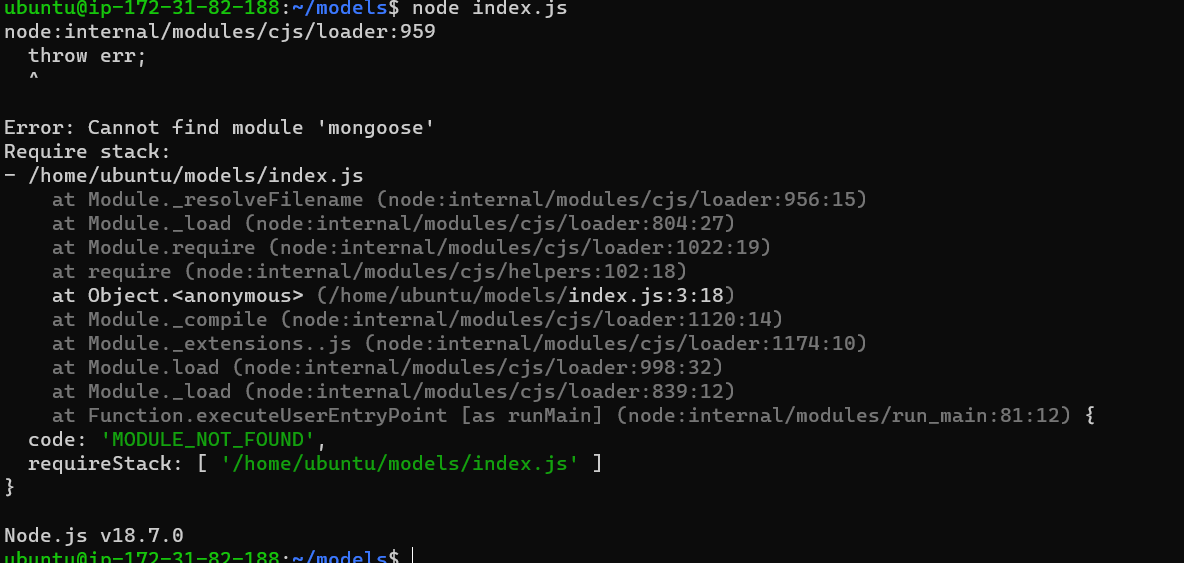 ubuntu@ip-172-31-82-188:~/models$ node index.js
node:internal/modules/cjs/loader:959
  throw err;
  ^

Error: Cannot find module 'mongoose'
Require stack:
- /home/ubuntu/models/index.js
    at Module._resolveFilename (node:internal/modules/cjs/loader:956:15)
    at Module._load (node:internal/modules/cjs/loader:804:27)
    at Module.require (node:internal/modules/cjs/loader:1022:19)
    at require (node:internal/modules/cjs/helpers:102:18)
    at Object.<anonymous> (/home/ubuntu/models/index.js:3:18)
    at Module._compile (node:internal/modules/cjs/loader:1120:14)
    at Module._extensions..js (node:internal/modules/cjs/loader:1174:10)
    at Module.load (node:internal/modules/cjs/loader:998:32)
    at Module._load (node:internal/modules/cjs/loader:839:12)
    at Function.executeUserEntryPoint [as runMain] (node:internal/modules/run_main:81:12) {
  code: 'MODULE_NOT_FOUND',
  requireStack: [ '/home/ubuntu/models/index.js' ]
}

Node.js v18.7.0
ubuntu@ip-172-31-82-188:~/models$